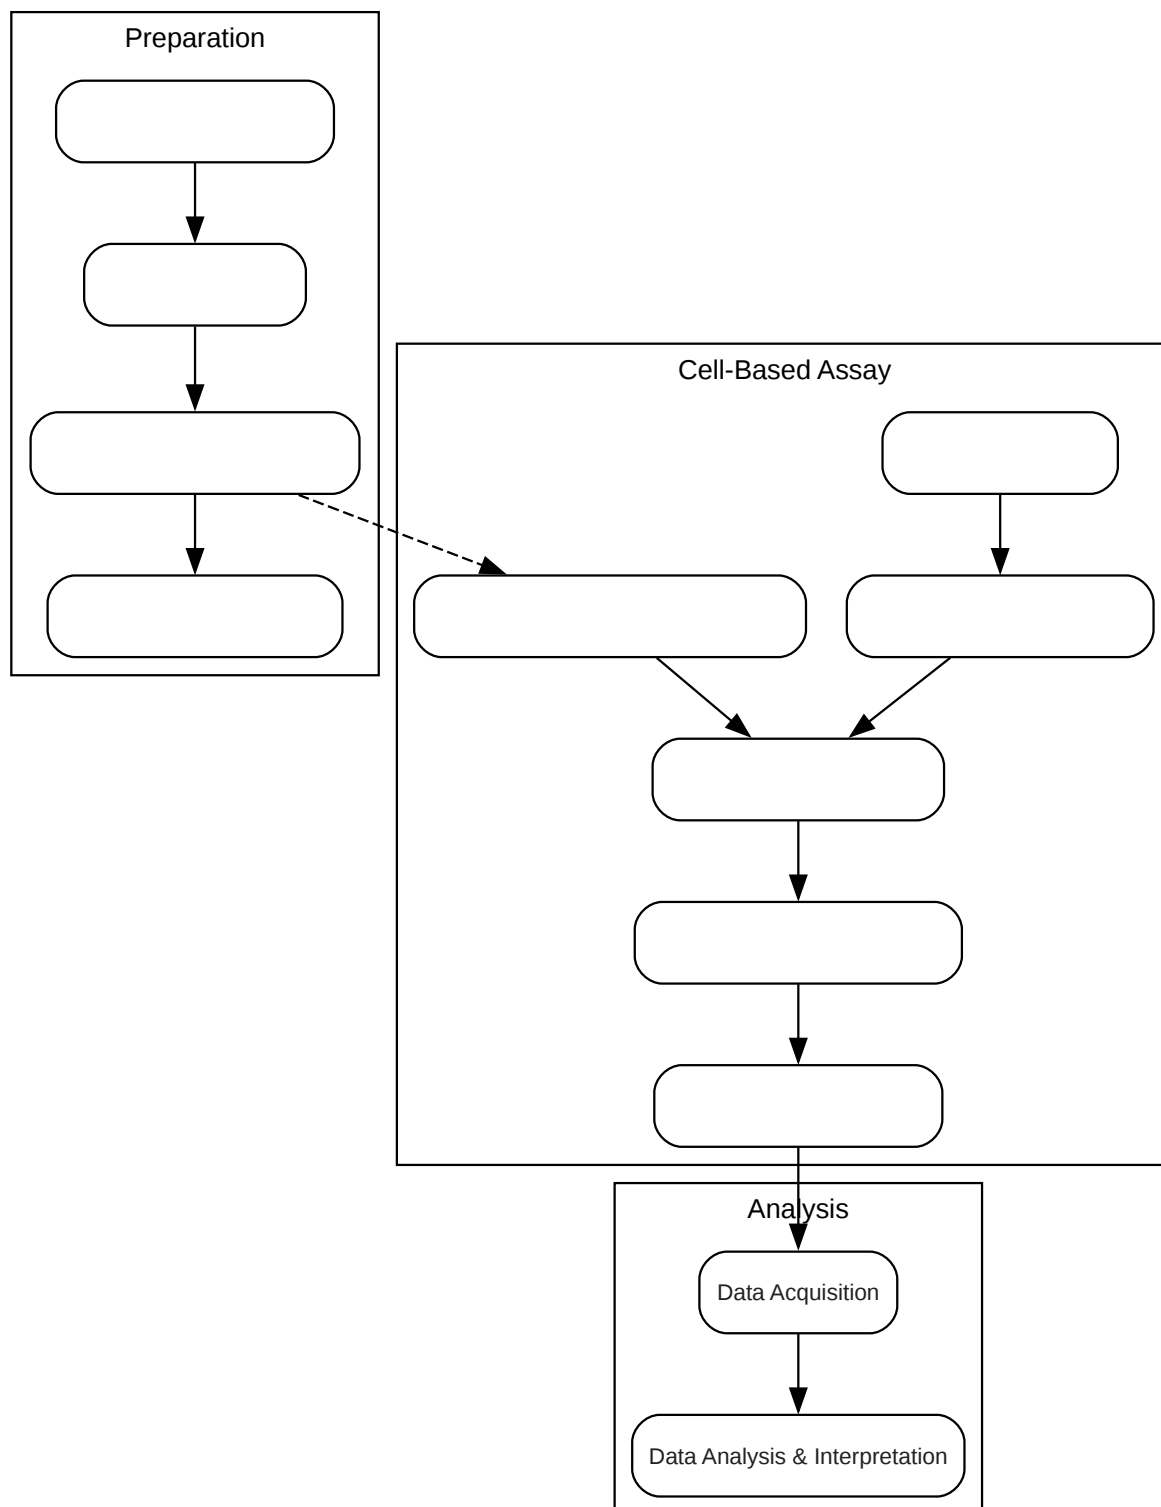 Preparation
Cell-Based Assay
Analysis
Data Acquisition
Data Analysis & Interpretation